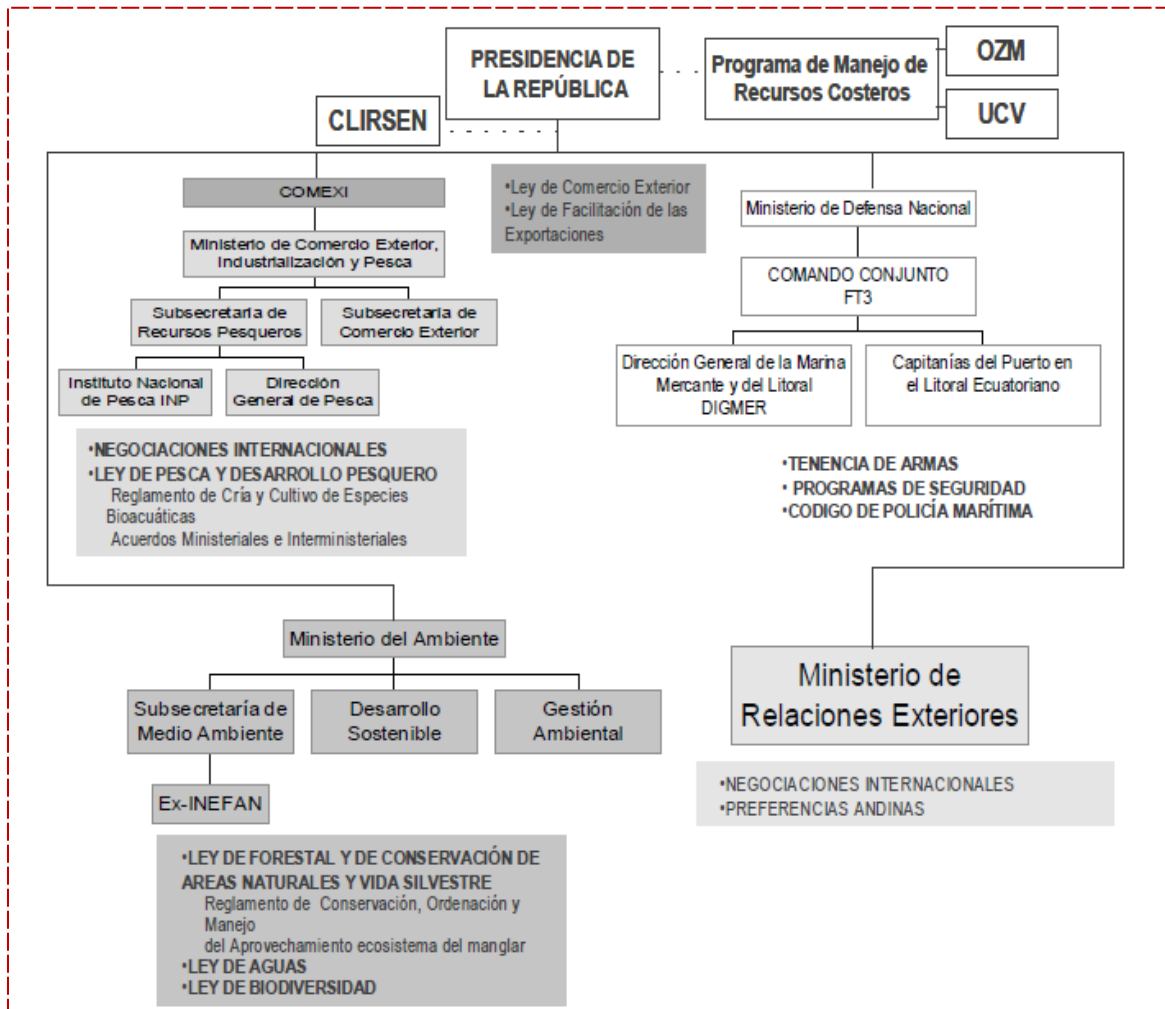 PRESIDENCIA DE
LA REPÚBLICA
Programa de Manejo de
Recursos Costeros
OZM
UCV
CLIRSEN
COMEXI
Ministerio de Comercio Exterior,
Industrialización y Pesca
Subsecretaría de
Recursos Pesqueros
Subsecretaría de
Comercio Exterior
Instituto Nacional
de Pesca INP
Dirección
General de Pesca
•NEGOCIACIONES INTERNACIONALES
•LEY DE PESCA Y DESARROLLO PESQUERO
Reglamento de Cría y Cultivo de Especies
Bioacuáticas
Acuerdos Ministeriales e Interministeriales
•Ley de Comercio Exterior
•Ley de Facilitación de las
Exportaciones
Ministerio de Defensa Nacional
COMANDO CONJUNTO
FT3
Dirección General de la Marina
Mercante y del Litoral
DIGMER
Capitanías del Puerto en
el Litoral Ecuatoriano
•TENENCIA DE ARMAS
• PROGRAMAS DE SEGURIDAD
•CODIGO DE POLICÍA MARÍTIMA
Ministerio del Ambiente
Subsecretaría de
Medio Ambiente
Desarrollo
Sostenible
Gestión
Ambiental
Ex-INEFAN
•LEY DE FORESTAL Y DE CONSERVACIÓN DE
AREAS NATURALES Y VIDA SILVESTRE
Reglamento de Conservación, Ordenación y
Manejo
del Aprovechamiento ecosistema del manglar
•LEY DE AGUAS
•LEY DE BIODIVERSIDAD
Ministerio de
Relaciones Exteriores
•NEGOCIACIONES INTERNACIONALES
•PREFERENCIAS ANDINAS